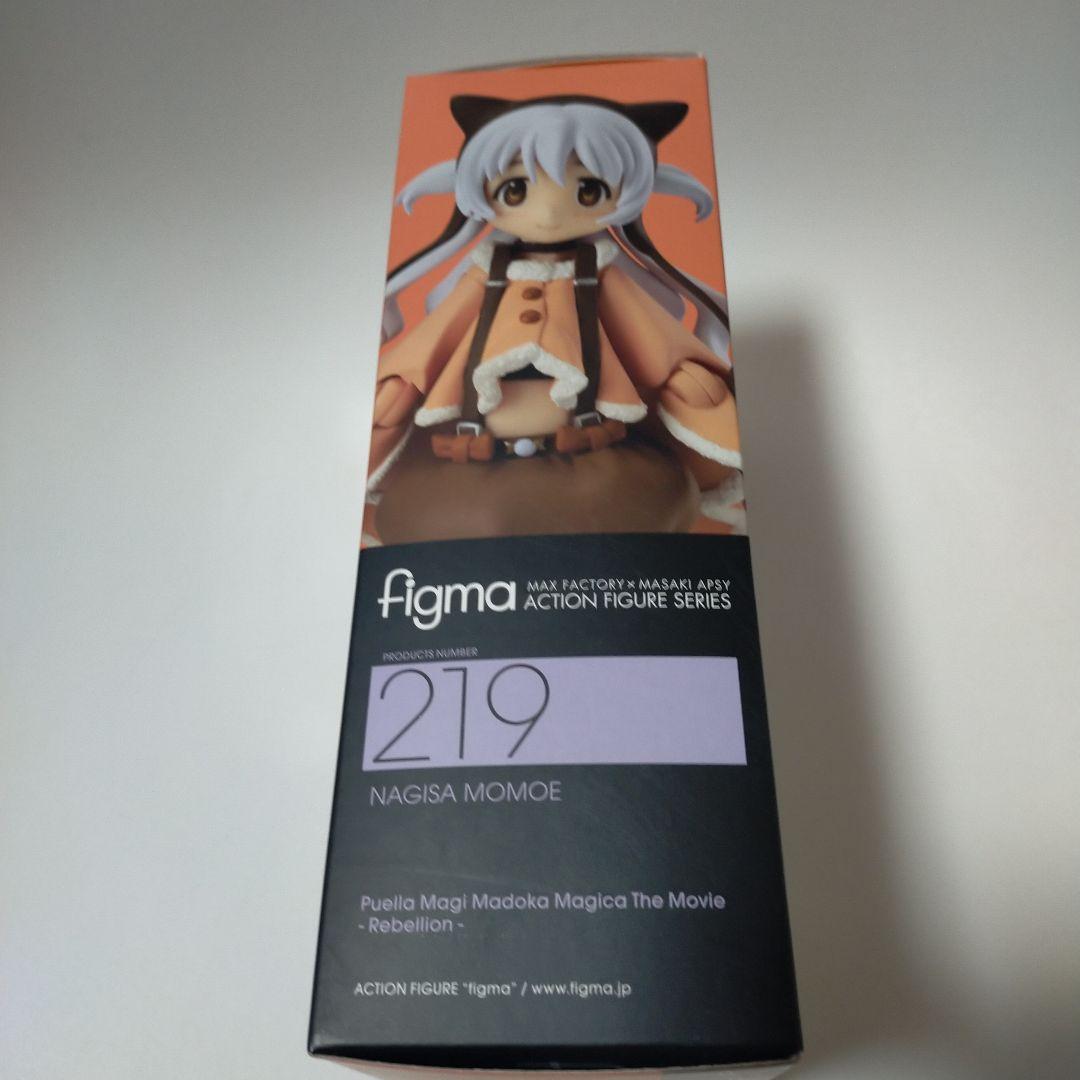 figma
MAX FACTORY × MASAKI APSY
ACTION FIGURE SERIES
PRODUCTS NUMBER
219
NAGISA MOMOE
Puella Magi Madoka Magica The Movie
- Rebellion -
ACTION FIGURE "figma" / www.figma.jp